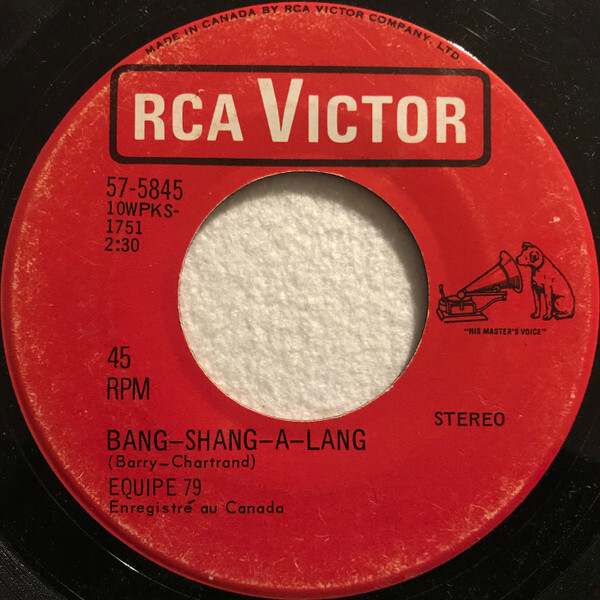 MADE IN CANADA BY RCA VICTOR COMPANY, LTD.
RCA VICTOR
57-5845
10WPKS-
1751
2:30
"HIS MASTER'S VOICE"
45
RPM
STEREO
BANG-SHANG-A-LANG
(Barry-Chartrand)
EQUIPE 79
Enregistré au Canada